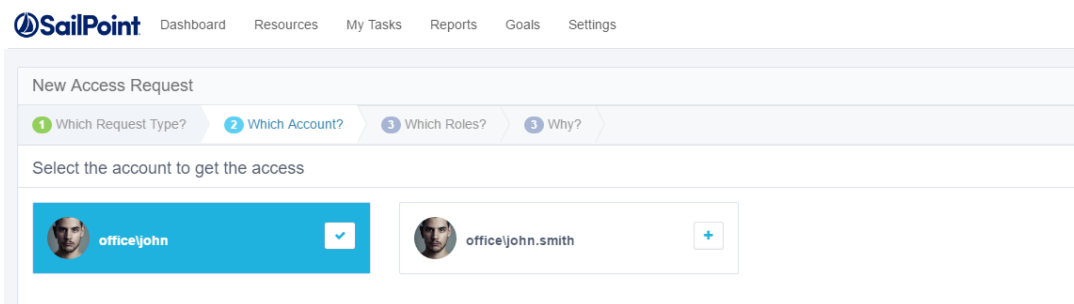 SailPoint Dashboard Resources My Tasks Reports Goals Settings
New Access Request
1 Which Request Type? 2 Which Account? 3 Which Roles? 3 Why?
Select the account to get the access
office\john office\john.smith